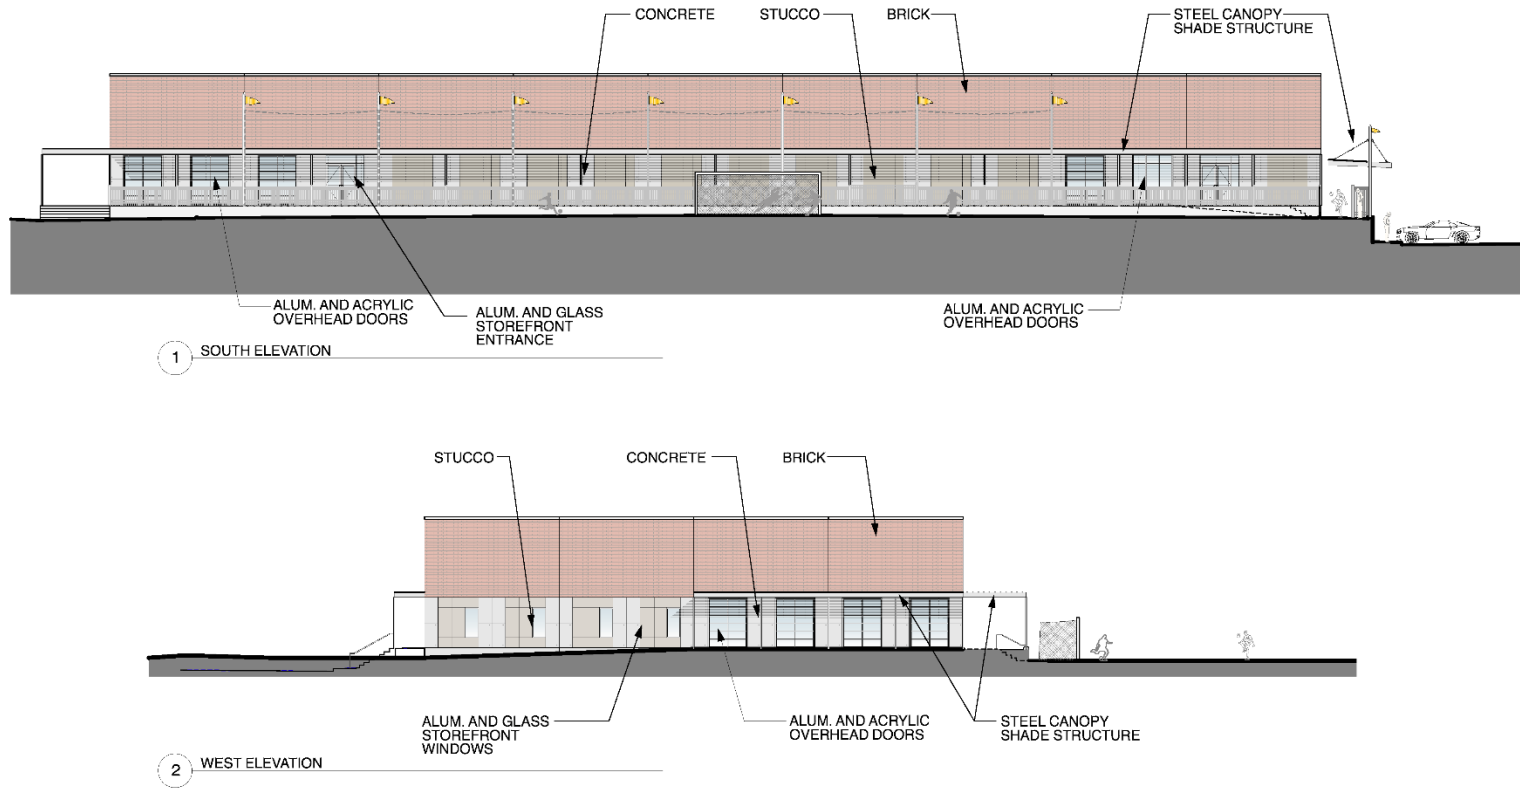 CONCRETE
STUCCO
BRICK
STEEL CANOPY
SHADE STRUCTURE
ALUM. AND ACRYLIC
OVERHEAD DOORS
ALUM. AND GLASS
STOREFRONT
ENTRANCE
ALUM. AND ACRYLIC
OVERHEAD DOORS
1 SOUTH ELEVATION
STUCCO
CONCRETE
BRICK
ALUM. AND GLASS
STOREFRONT
WINDOWS
ALUM. AND ACRYLIC
OVERHEAD DOORS
STEEL CANOPY
SHADE STRUCTURE
2 WEST ELEVATION